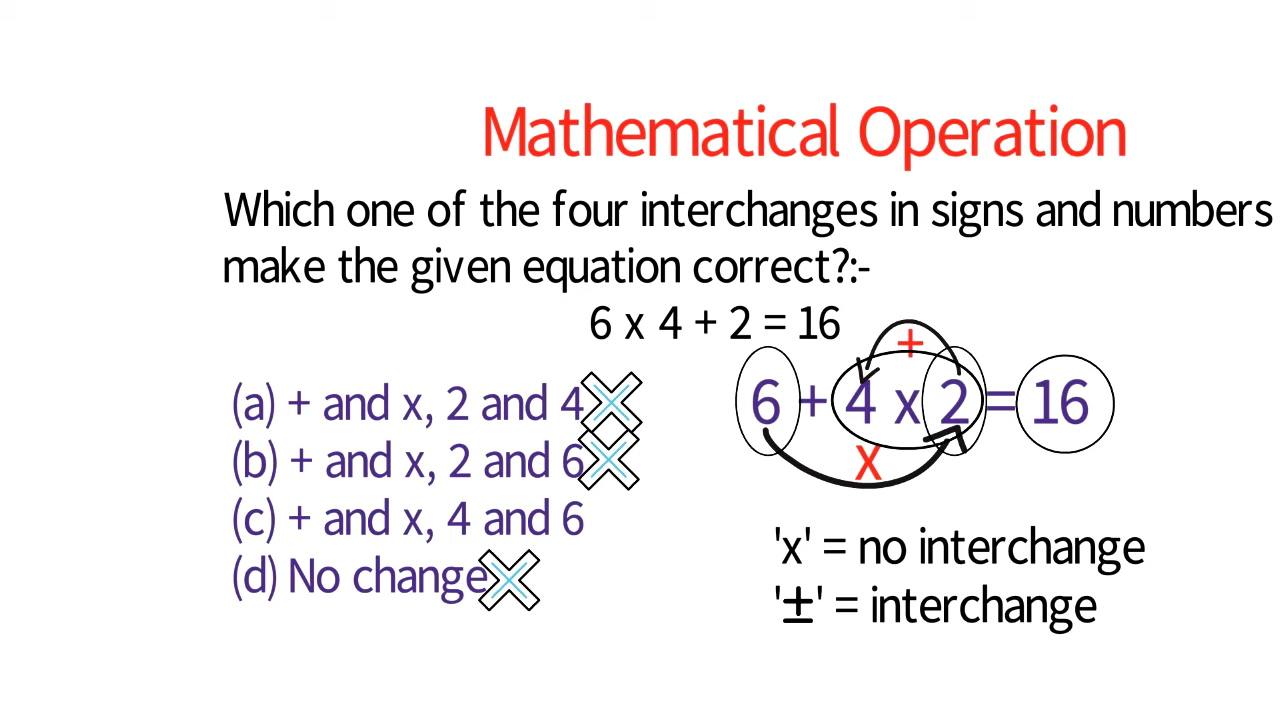 Mathematical Operation
Which one of the four interchanges in signs and numbers
make the given equation correct?:-
6 x 4 + 2 = 16
(a) + and x, 2 and 4
(b) + and x, 2 and 6
(c) + and x, 4 and 6
(d) No change
+
6 + 4 x 2 = 16
x
'x' = no interchange
'±' = interchange